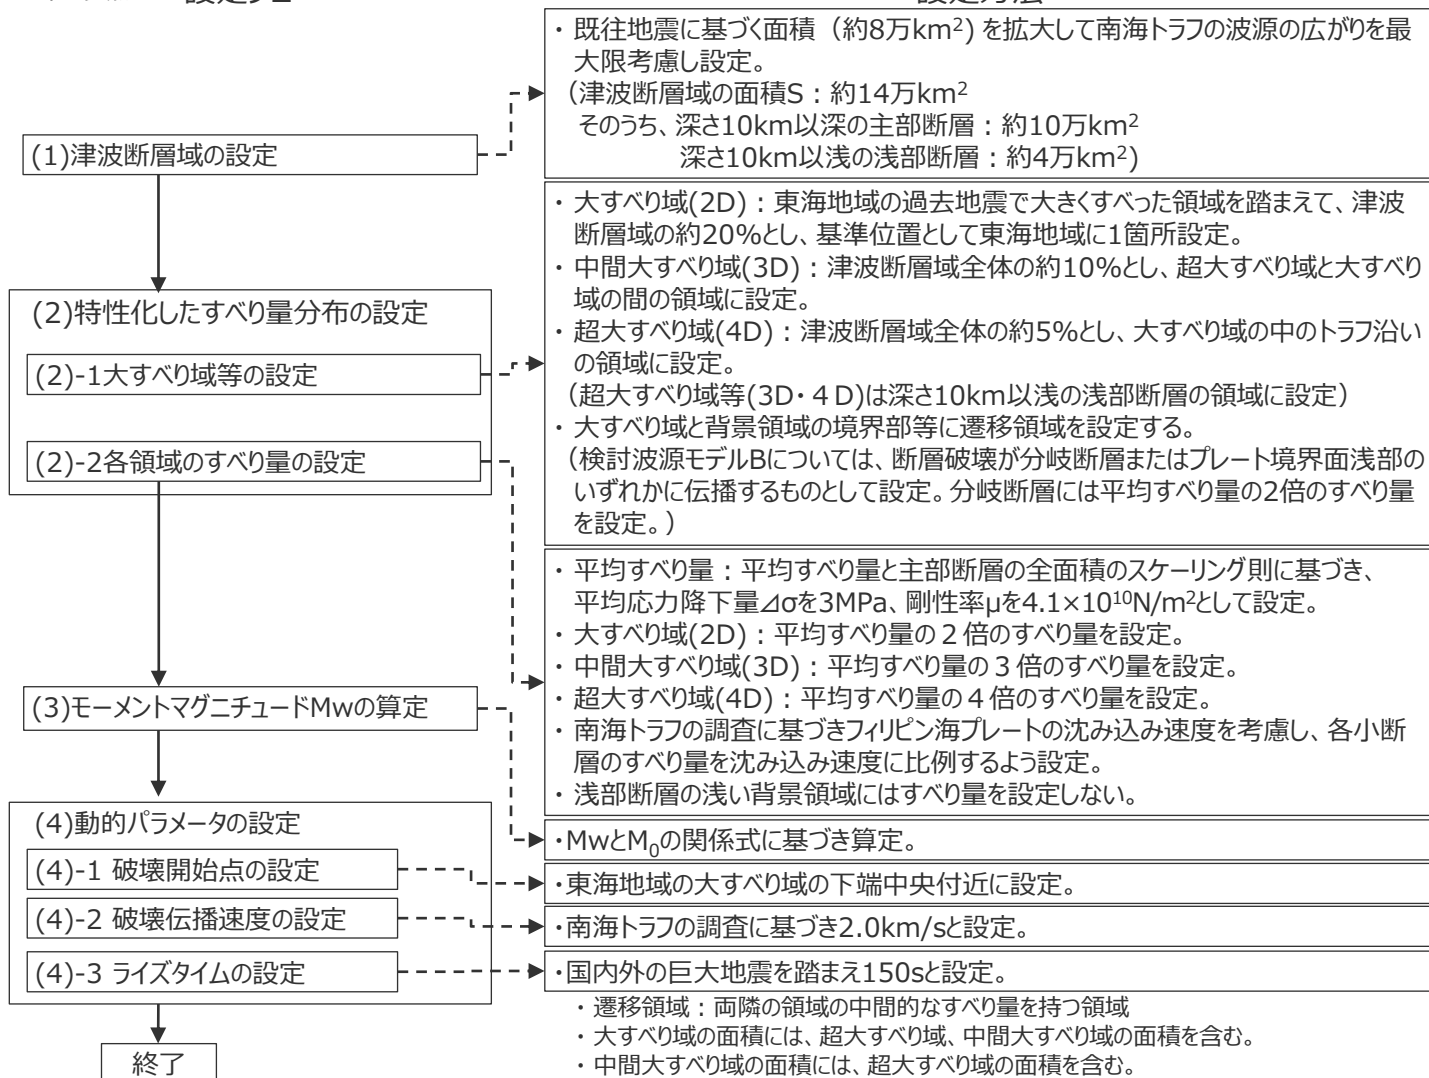 (1)津波断層域の設定
・ 既往地震に基づく面積（約8万km²) を拡大して南海トラフの波源の広がりを最
大限考慮し設定。
（津波断層域の面積S：約14万km²
そのうち、深さ10km以深の主部断層：約10万km²
深さ10km以浅の浅部断層：約4万km²)
(2)特性化したすべり量分布の設定
(2)-1大すべり域等の設定
・ 大すべり域(2D)：東海地域の過去地震で大きくすべった領域を踏まえて、津波
断層域の約20%とし、基準位置として東海地域に1箇所設定。
・ 中間大すべり域(3D)：津波断層域全体の約10%とし、超大すべり域と大すべり
域の間の領域に設定。
・ 超大すべり域(4D)：津波断層域全体の約5%とし、大すべり域の中のトラフ沿い
の領域に設定。
（超大すべり域等(3D・４D)は深さ10km以浅の浅部断層の領域に設定）
・ 大すべり域と背景領域の境界部等に遷移領域を設定する。
（検討波源モデルBについては、断層破壊が分岐断層またはプレート境界面浅部の
いずれかに伝播するものとして設定。分岐断層には平均すべり量の2倍のすべり量
を設定。）
(2)-2各領域のすべり量の設定
・ 平均すべり量：平均すべり量と主部断層の全面積のスケーリング則に基づき、
平均応力降下量⊿σを3MPa、剛性率μを4.1×10¹⁰N/m²として設定。
・ 大すべり域(2D)：平均すべり量の２倍のすべり量を設定。
・ 中間大すべり域(3D)：平均すべり量の３倍のすべり量を設定。
・ 超大すべり域(4D)：平均すべり量の４倍のすべり量を設定。
・ 南海トラフの調査に基づきフィリピン海プレートの沈み込み速度を考慮し、各小断
層のすべり量を沈み込み速度に比例するよう設定。
・ 浅部断層の浅い背景領域にはすべり量を設定しない。
(3)モーメントマグニチュードMwの算定
・MwとM₀の関係式に基づき算定。
(4)動的パラメータの設定
(4)-1 破壊開始点の設定
・東海地域の大すべり域の下端中央付近に設定。
(4)-2 破壊伝播速度の設定
・南海トラフの調査に基づき2.0km/sと設定。
(4)-3 ライズタイムの設定
・国内外の巨大地震を踏まえ150sと設定。
終了
・ 遷移領域：両隣の領域の中間的なすべり量を持つ領域
・ 大すべり域の面積には、超大すべり域、中間大すべり域の面積を含む。
・ 中間大すべり域の面積には、超大すべり域の面積を含む。